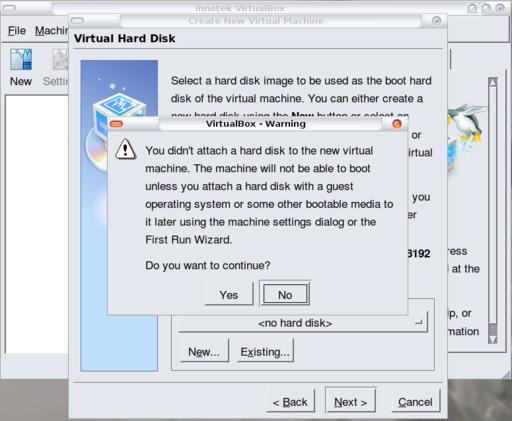 innotek VirtualBox
File Machin
Create New Virtual Machine
Virtual Hard Disk
New Settin
Select a hard disk image to be used as the boot hard
disk of the virtual machine. You can either create a
new hard disk using the New button or select an
VirtualBox - Warning
or
irtual
You didn't attach a hard disk to the new virtual
machine. The machine will not be able to boot
unless you attach a hard disk with a guest
operating system or some other bootable media to
it later using the machine settings dialog or the
First Run Wizard.
you
er
8192
ress
l at the
Do you want to continue?
Yes No
lp, or
mation
<no hard disk>
New... Existing...
< Back Next > Cancel